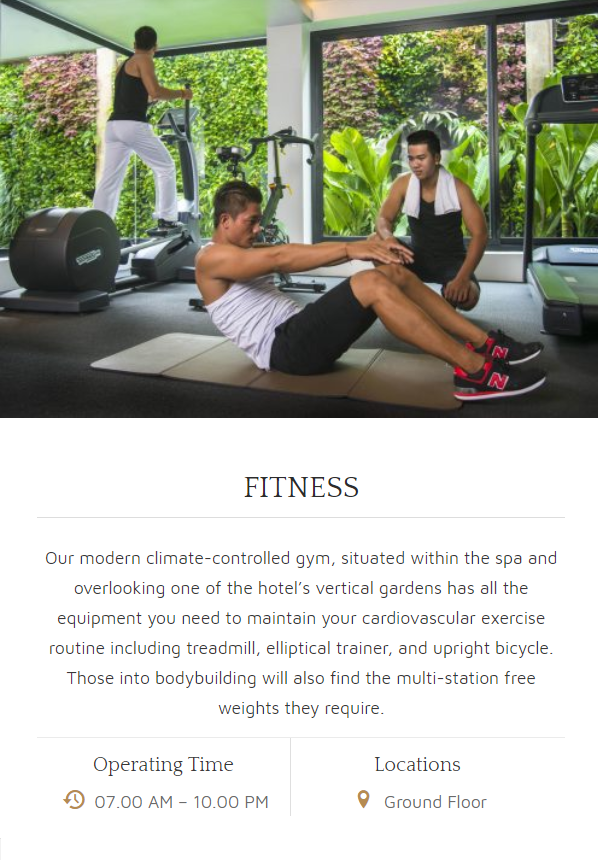 N
N
FITNESS
Our modern climate-controlled gym, situated within the spa and
overlooking one of the hotel’s vertical gardens has all the
equipment you need to maintain your cardiovascular exercise
routine including treadmill, elliptical trainer, and upright bicycle.
Those into bodybuilding will also find the multi-station free
weights they require.
Operating Time
Locations
07.00 AM – 10.00 PM
Ground Floor